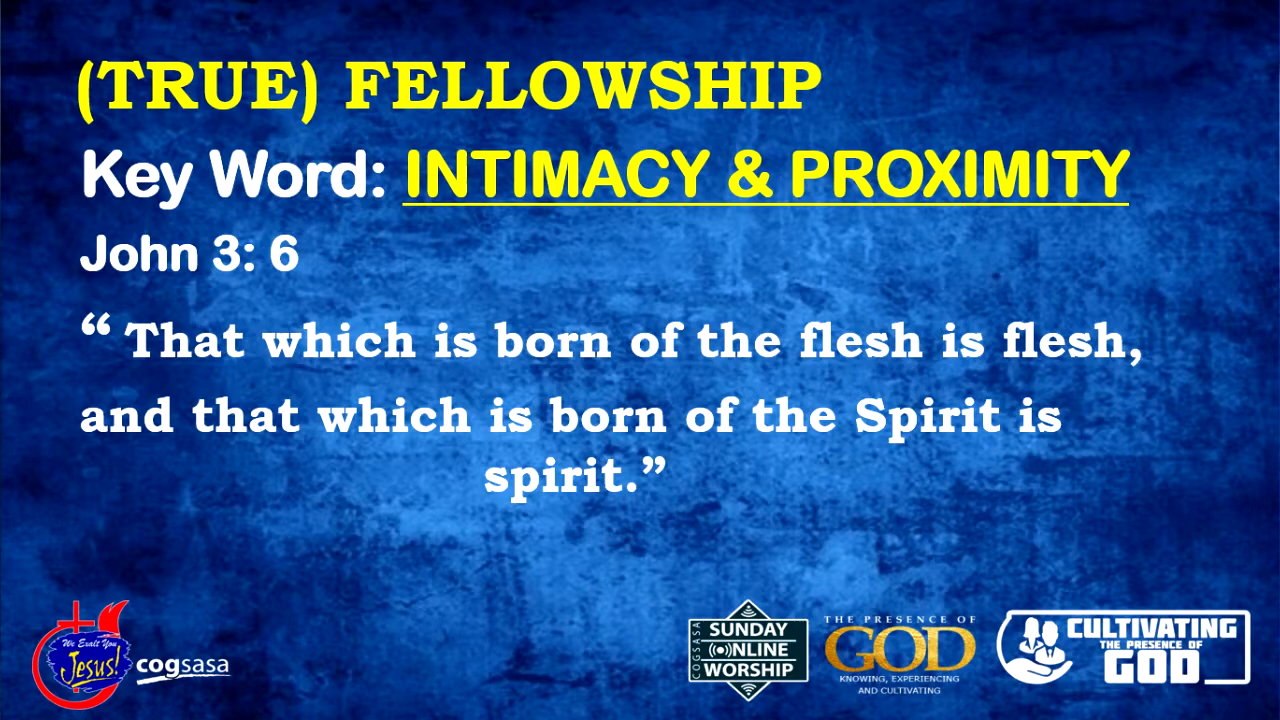 (TRUE) FELLOWSHIP
Key Word: INTIMACY & PROXIMITY
John 3: 6
“ That which is born of the flesh is flesh,
and that which is born of the Spirit is
spirit.”
We Exalt You
Jesus!
cogsasa
COGSASA
SUNDAY
ONLINE
WORSHIP
THE PRESENCE OF
GOD
KNOWING, EXPERIENCING
AND CULTIVATING
CULTIVATING
THE PRESENCE OF
GOD